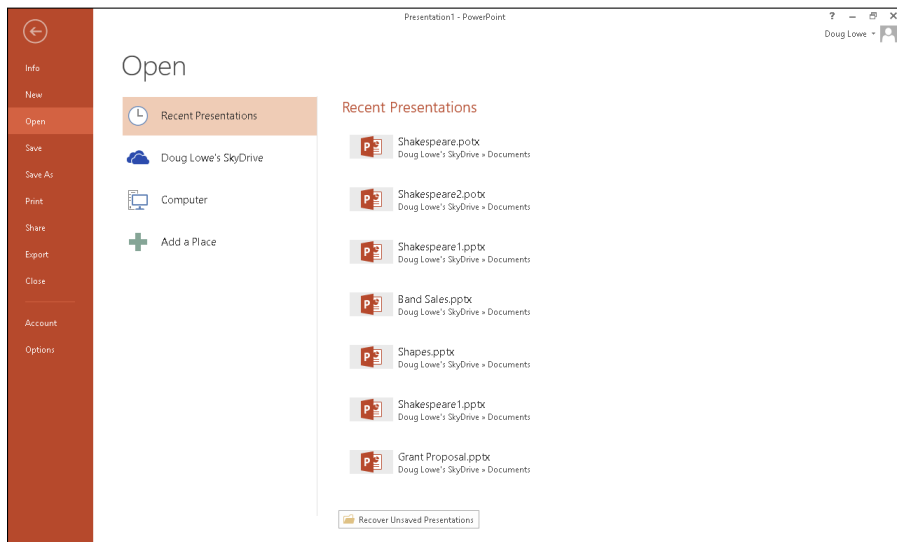 Presentation1 - PowerPoint
?
Doug Lowe
Info
New
Open
Save
Save As
Print
Share
Export
Close
Account
Options
Open
Recent Presentations
Doug Lowe's SkyDrive
Computer
Add a Place
Recent Presentations
Shakespeare.potx
Doug Lowe's SkyDrive » Documents
Shakespeare2.potx
Doug Lowe's SkyDrive » Documents
Shakespeare1.pptx
Doug Lowe's SkyDrive » Documents
Band Sales.pptx
Doug Lowe's SkyDrive » Documents
Shapes.pptx
Doug Lowe's SkyDrive » Documents
Shakespeare1.pptx
Doug Lowe's SkyDrive » Documents
Grant Proposal.pptx
Doug Lowe's SkyDrive » Documents
Recover Unsaved Presentations